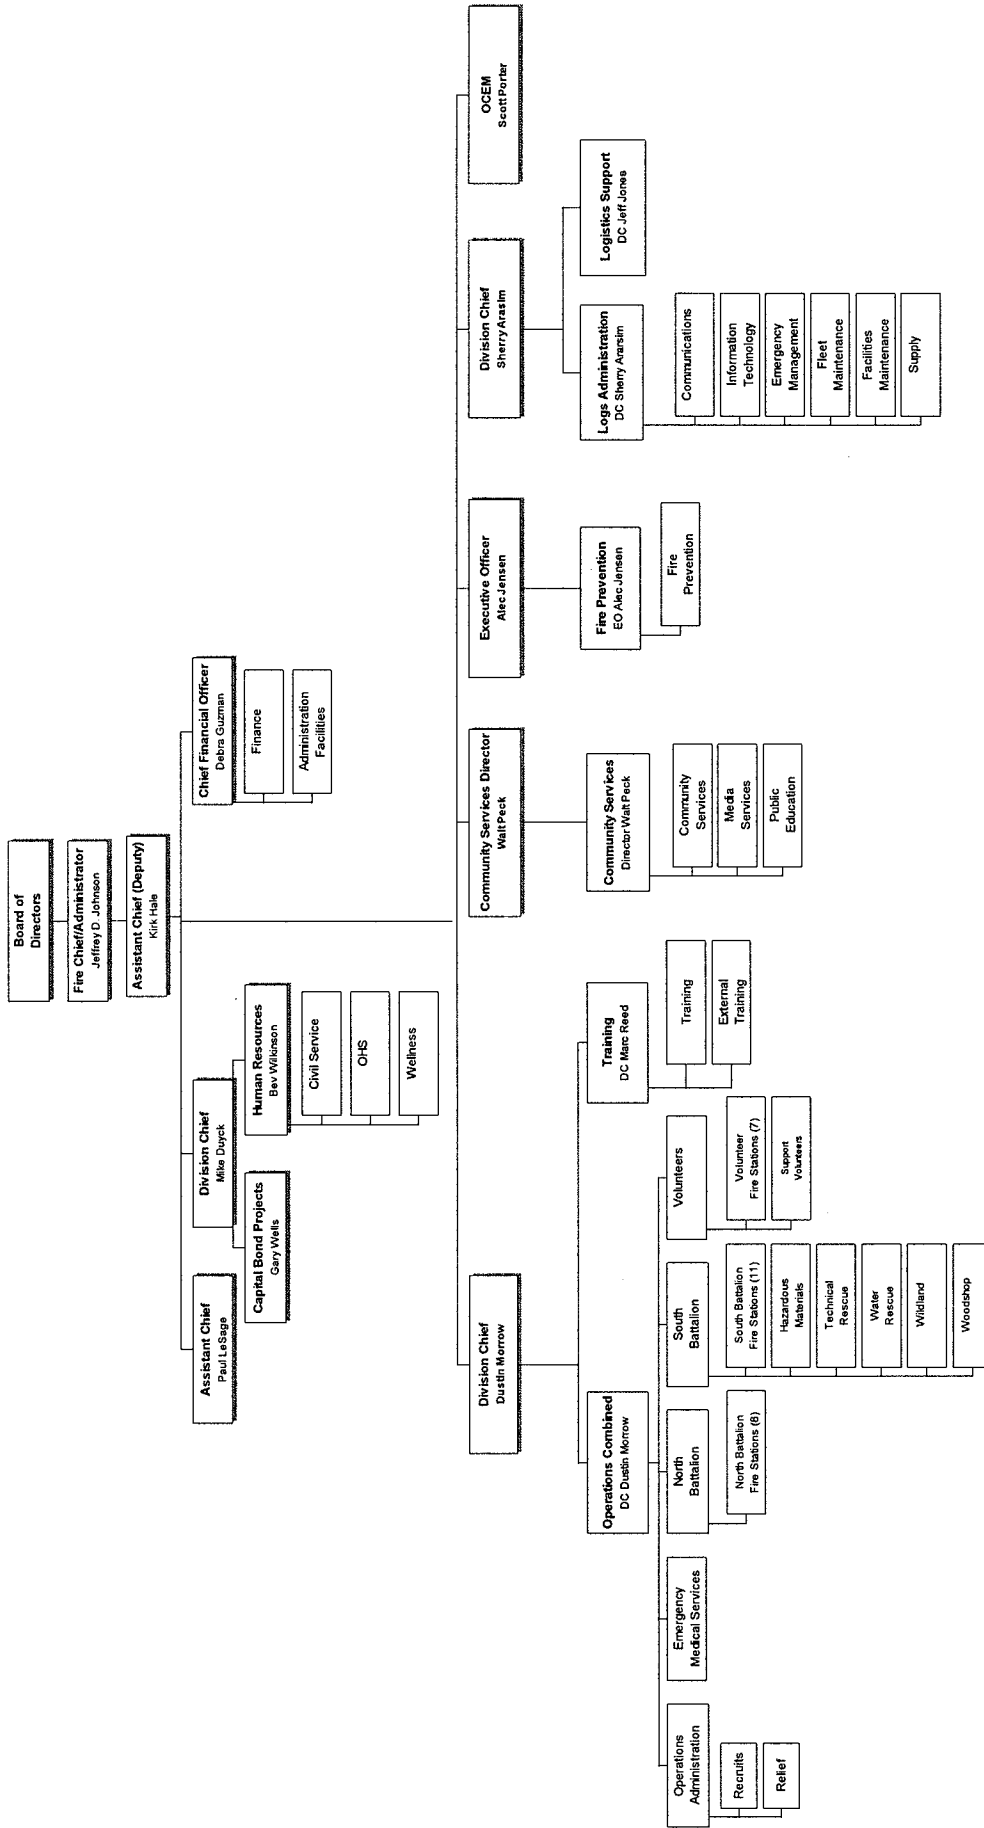 Board of
Directors
Fire Chief/Administrator
Jeffrey D. Johnson
Assistant Chief (Deputy)
Kirk Hale
Assistant Chief
Paul LeSage
Division Chief
Mike Duyck
Chief Financial Officer
Debra Guzman
Capital Bond Projects
Gary Wells
Human Resources
Bev Wilkinson
Civil Service
OHS
Wellness
Finance
Administration
Facilities
Division Chief
Dustin Morrow
Community Services Director
Walt Peck
Executive Officer
Alec Jensen
Division Chief
Sherry Arasim
OCEM
Scott Porter
Operations Combined
DC Dustin Morrow
Training
DC Marc Reed
Training
External
Training
Community Services
Director Walt Peck
Community
Services
Media
Services
Public
Education
Fire Prevention
EO Alec Jensen
Fire
Prevention
Logs Administration
DC Sherry Ararsim
Communications
Information
Technology
Emergency
Management
Fleet
Maintenance
Facilities
Maintenance
Supply
Logistics Support
DC Jeff Jones
Operations
Administration
Recruits
Relief
Emergency
Medical Services
North
Battalion
North Battalion
Fire Stations (8)
South
Battalion
South Battalion
Fire Stations (11)
Hazardous
Materials
Technical
Rescue
Water
Rescue
Wildland
Woodshop
Volunteers
Volunteer
Fire Stations (7)
Support
Volunteers